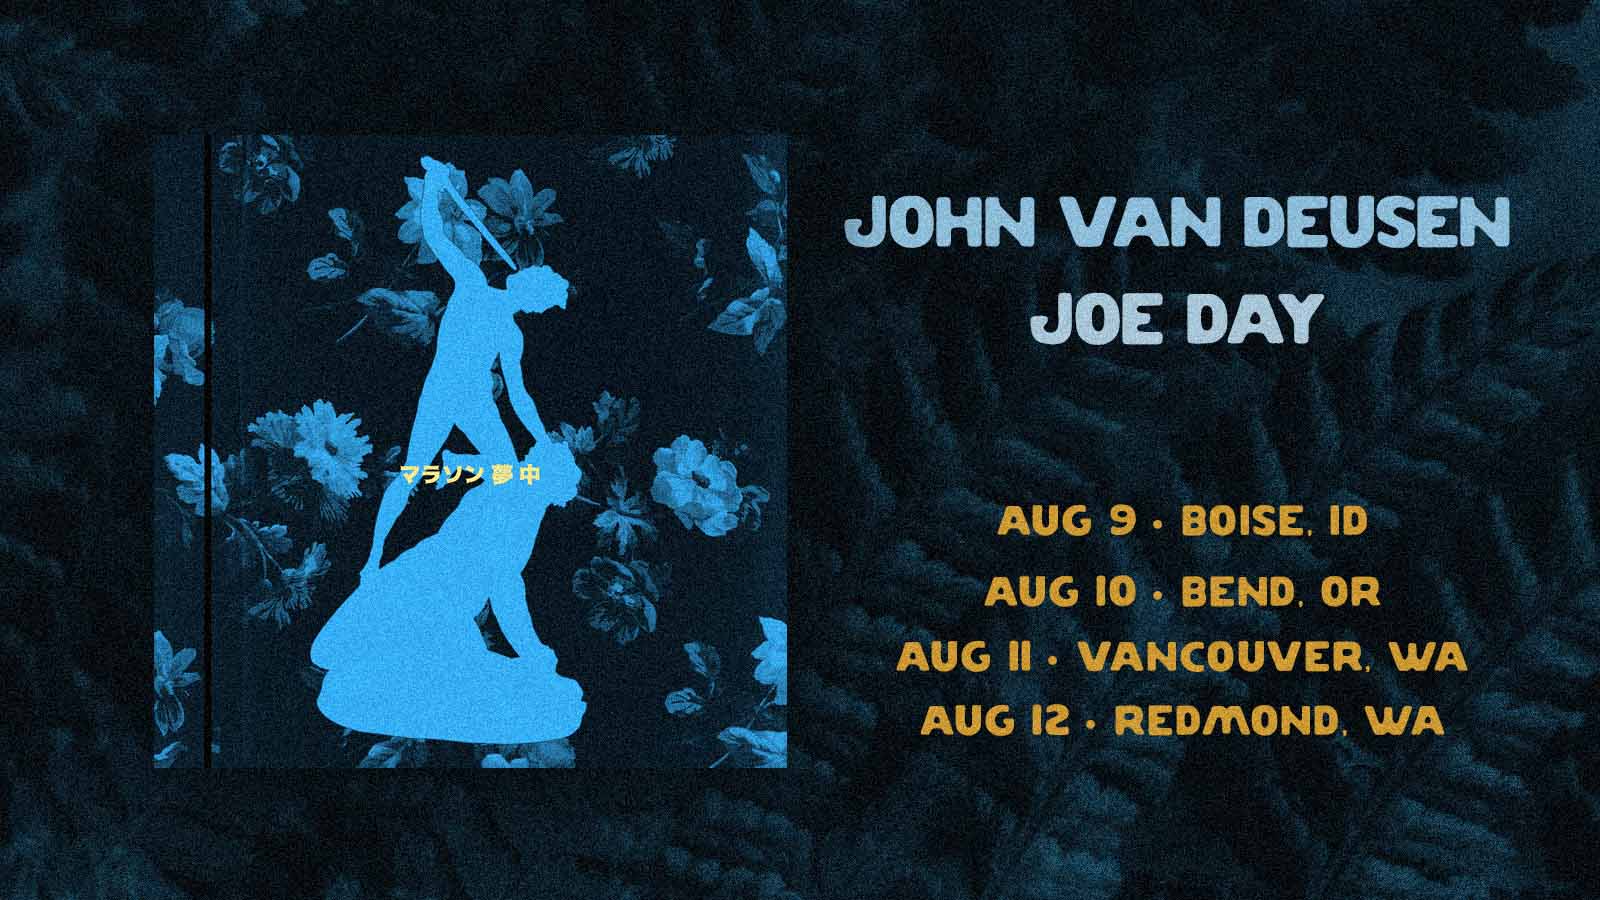 マラソン 夢中
JOHN VAN DEUSEN
JOE DAY
AUG 9 • BOISE, ID
AUG 10 • BEND, OR
AUG 11 • VANCOUVER, WA
AUG 12 • REDMOND, WA